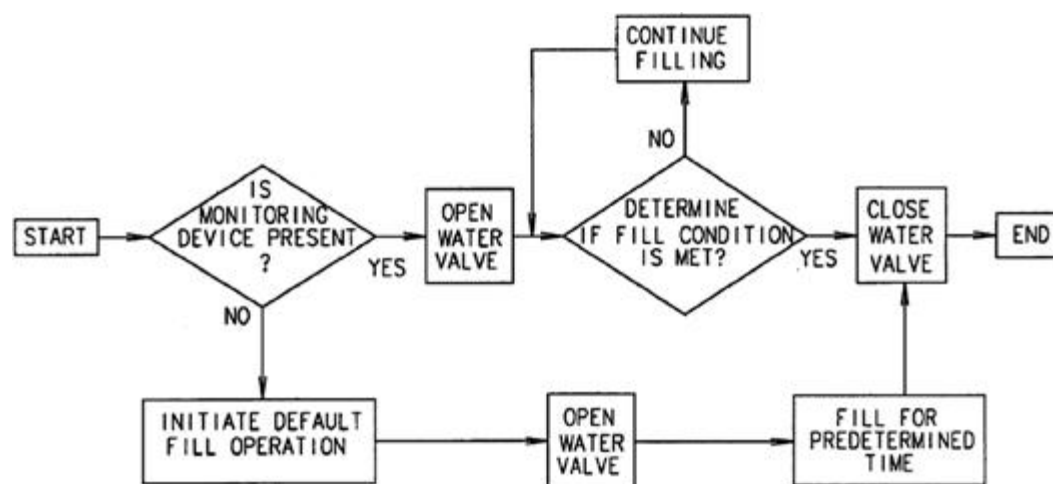 CONTINUE
FILLING
NO
IS
MONITORING
DEVICE PRESENT
?
YES
NO
START
OPEN
WATER
VALVE
DETERMINE
IF FILL CONDITION
IS MET?
YES
CLOSE
WATER
VALVE
END
INITIATE DEFAULT
FILL OPERATION
OPEN
WATER
VALVE
FILL FOR
PREDETERMINED
TIME